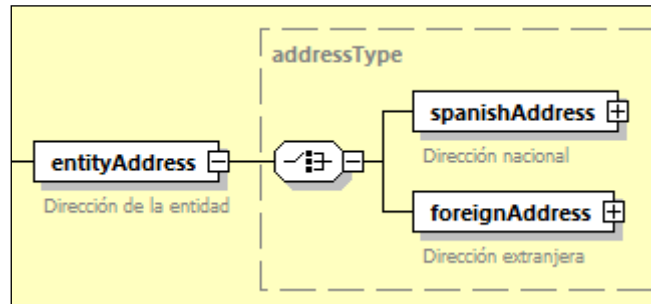 addressType
spanishAddress
Dirección nacional
entityAddress
Dirección de la entidad
foreignAddress
Dirección extranjera